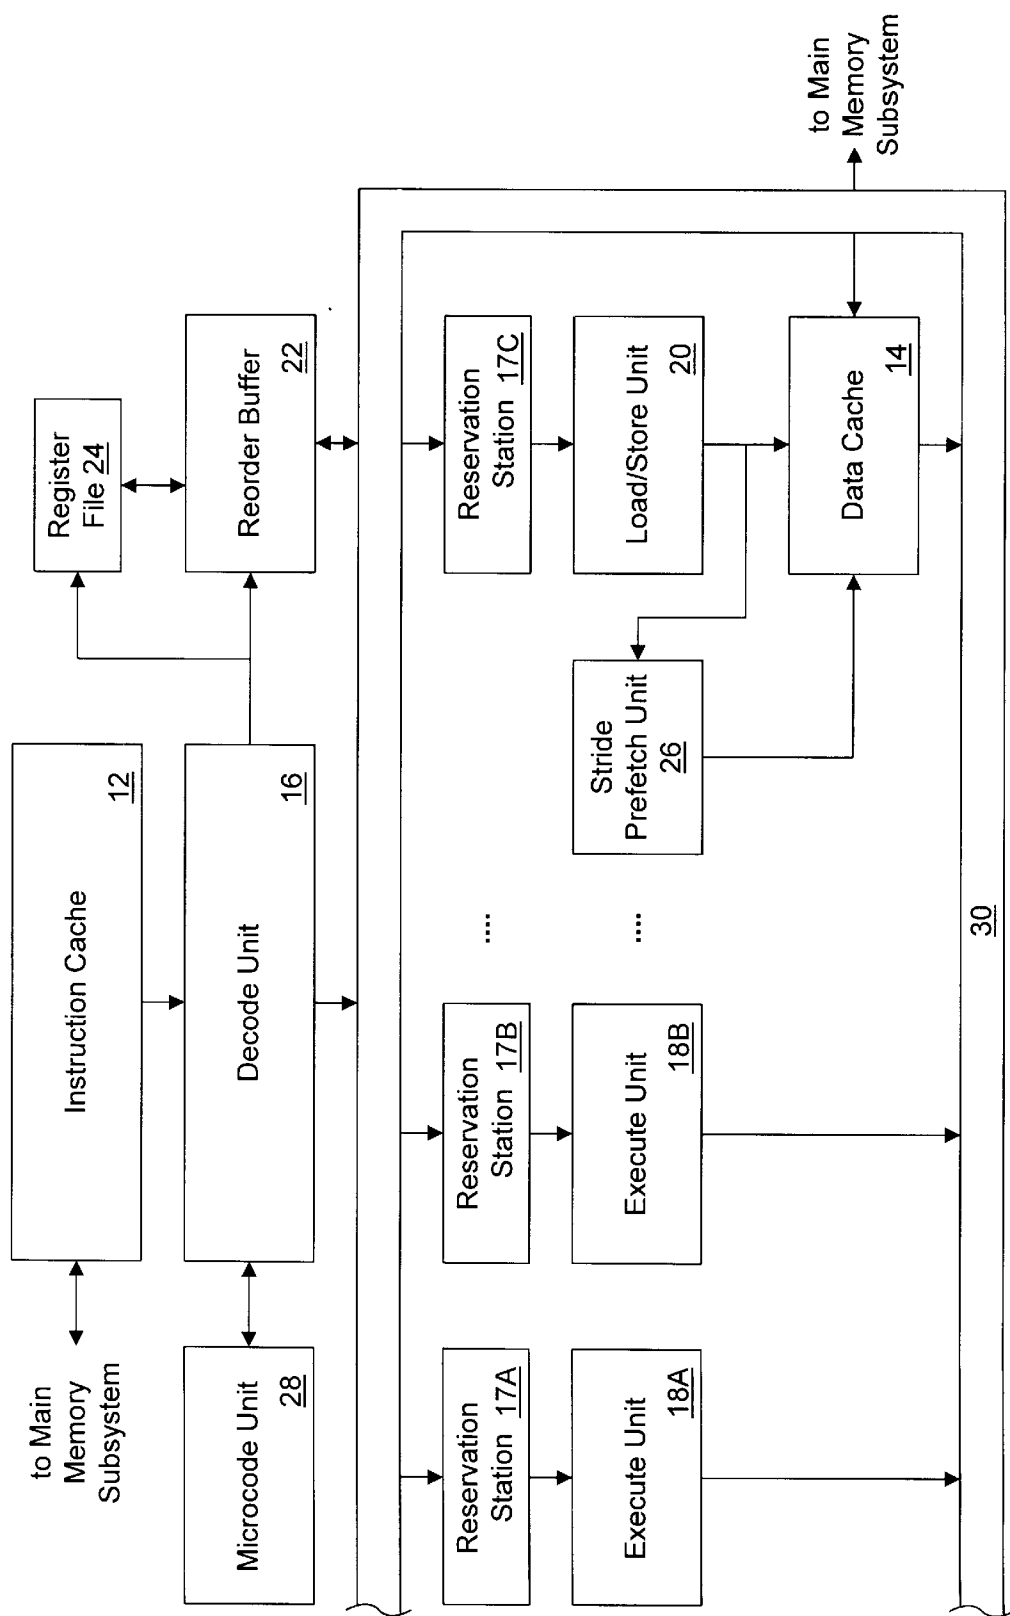 to Main
Memory
Subsystem
Instruction Cache
12
Microcode Unit
28
Decode Unit
16
Register
File 24
Reorder Buffer
22
Reservation
Station 17A
Reservation
Station 17B
....
Reservation
Station 17C
Execute Unit
18A
Execute Unit
18B
....
Stride
Prefetch Unit
26
Load/Store Unit
20
Data Cache
14
to Main
Memory
Subsystem
30